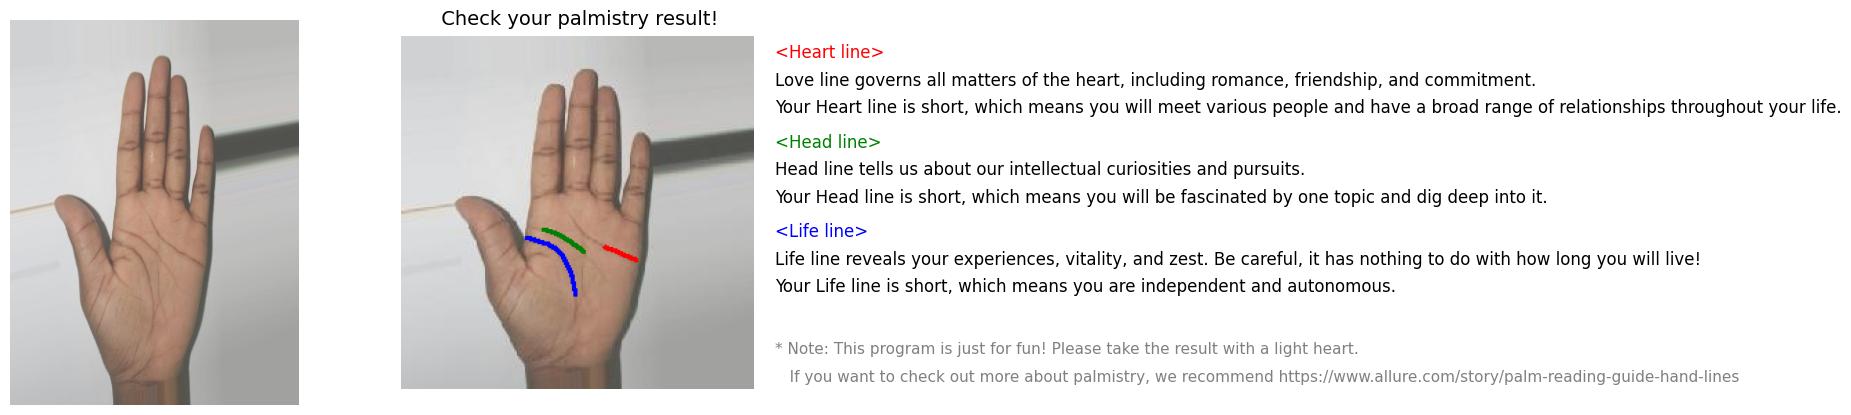 Check your palmistry result!
<Heart line>
Love line governs all matters of the heart, including romance, friendship, and commitment.
Your Heart line is short, which means you will meet various people and have a broad range of relationships throughout your life.
<Head line>
Head line tells us about our intellectual curiosities and pursuits.
Your Head line is short, which means you will be fascinated by one topic and dig deep into it.
<Life line>
Life line reveals your experiences, vitality, and zest. Be careful, it has nothing to do with how long you will live!
Your Life line is short, which means you are independent and autonomous.
* Note: This program is just for fun! Please take the result with a light heart.
If you want to check out more about palmistry, we recommend https://www.allure.com/story/palm-reading-guide-hand-lines